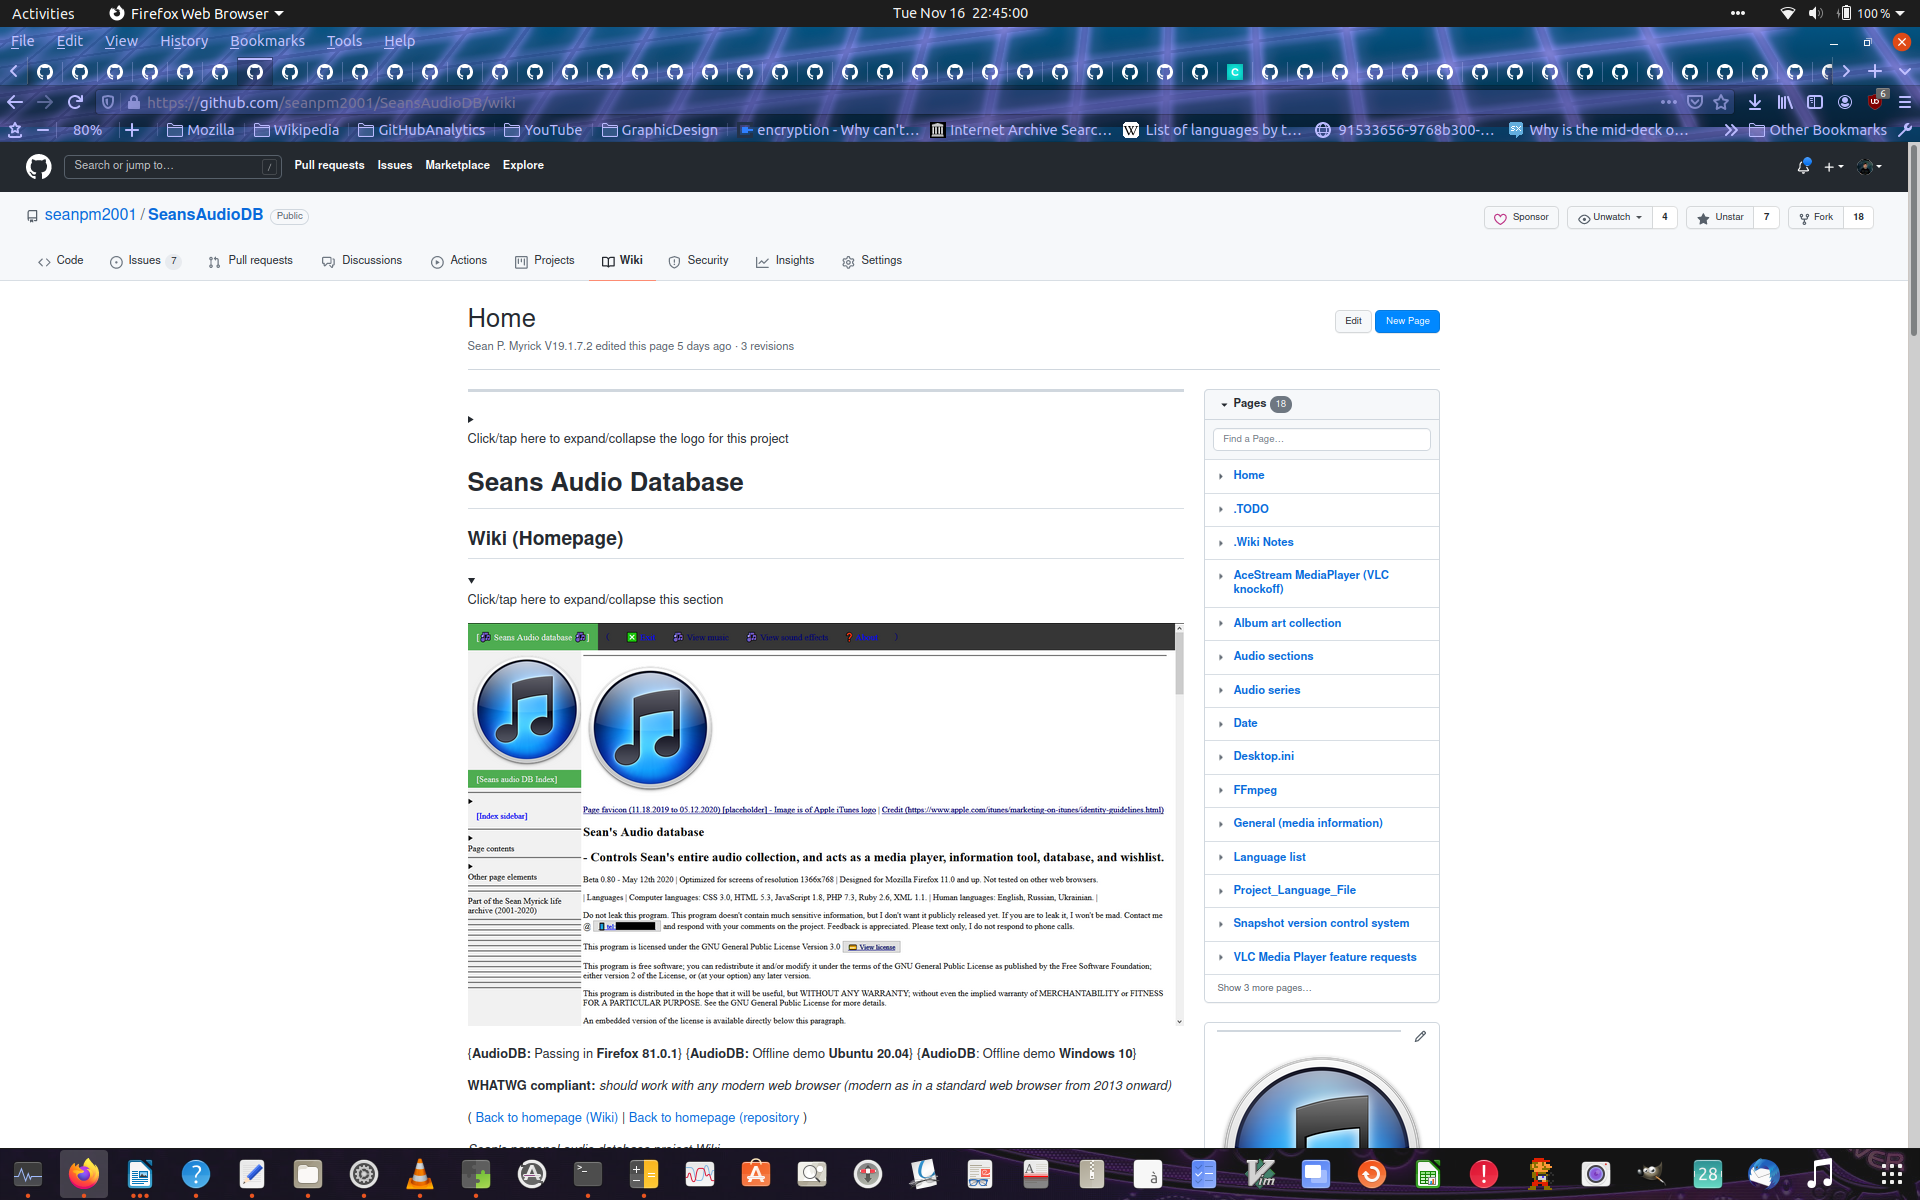 Activities
Firefox Web Browser
Tue Nov 16 22:45:00
100 %
File Edit View History Bookmarks Tools Help
https://github.com/seanpm2001/SeansAudioDB/wiki
6
80%
Mozilla
Wikipedia
GitHubAnalytics
YouTube
GraphicDesign
encryption - Why can't…
Internet Archive Searc…
List of languages by t…
91533656-9768b300-…
Why is the mid-deck o…
Other Bookmarks
Search or jump to…
/
Pull requests Issues Marketplace Explore
seanpm2001 / SeansAudioDB Public
Sponsor
Unwatch 4
Unstar 7
Fork 18
Code
Issues 7
Pull requests
Discussions
Actions
Projects
Wiki
Security
Insights
Settings
Home
Edit
New Page
Sean P. Myrick V19.1.7.2 edited this page 5 days ago · 3 revisions
Click/tap here to expand/collapse the logo for this project
Seans Audio Database
Wiki (Homepage)
Click/tap here to expand/collapse this section
[ Seans Audio database ]
( Exit View music View sound effects About )
[Seans audio DB Index]
[Index sidebar]
Page contents
Other page elements
Part of the Sean Myrick life
archive (2001-2020)
Page favicon (11.18.2019 to 05.12.2020) [placeholder] - Image is of Apple iTunes logo | Credit (https://www.apple.com/itunes/marketing-on-itunes/identity-guidelines.html)
Sean's Audio database
- Controls Sean's entire audio collection, and acts as a media player, information tool, database, and wishlist.
Beta 0.80 - May 12th 2020 | Optimized for screens of resolution 1366x768 | Designed for Mozilla Firefox 11.0 and up. Not tested on other web browsers.
| Languages | Computer languages: CSS 3.0, HTML 5.3, JavaScript 1.8, PHP 7.3, Ruby 2.6, XML 1.1. | Human languages: English, Russian, Ukrainian. |
Do not leak this program. This program doesn't contain much sensitive information, but I don't want it publicly released yet. If you are to leak it, I won't be mad. Contact me
@ tel: and respond with your comments on the project. Feedback is appreciated. Please text only, I do not respond to phone calls.
This program is licensed under the GNU General Public License Version 3.0 View license
This program is free software; you can redistribute it and/or modify it under the terms of the GNU General Public License as published by the Free Software Foundation;
either version 2 of the License, or (at your option) any later version.
This program is distributed in the hope that it will be useful, but WITHOUT ANY WARRANTY; without even the implied warranty of MERCHANTABILITY or FITNESS
FOR A PARTICULAR PURPOSE. See the GNU General Public License for more details.
An embedded version of the license is available directly below this paragraph.
{AudioDB: Passing in Firefox 81.0.1} {AudioDB: Offline demo Ubuntu 20.04} {AudioDB: Offline demo Windows 10}
WHATWG compliant: should work with any modern web browser (modern as in a standard web browser from 2013 onward)
( Back to homepage (Wiki) | Back to homepage (repository )
Sean's personal audio database project Wiki
Pages 18
Find a Page…
Home
.TODO
.Wiki Notes
AceStream MediaPlayer (VLC
knockoff)
Album art collection
Audio sections
Audio series
Date
Desktop.ini
FFmpeg
General (media information)
Language list
Project_Language_File
Snapshot version control system
VLC Media Player feature requests
Show 3 more pages…
28